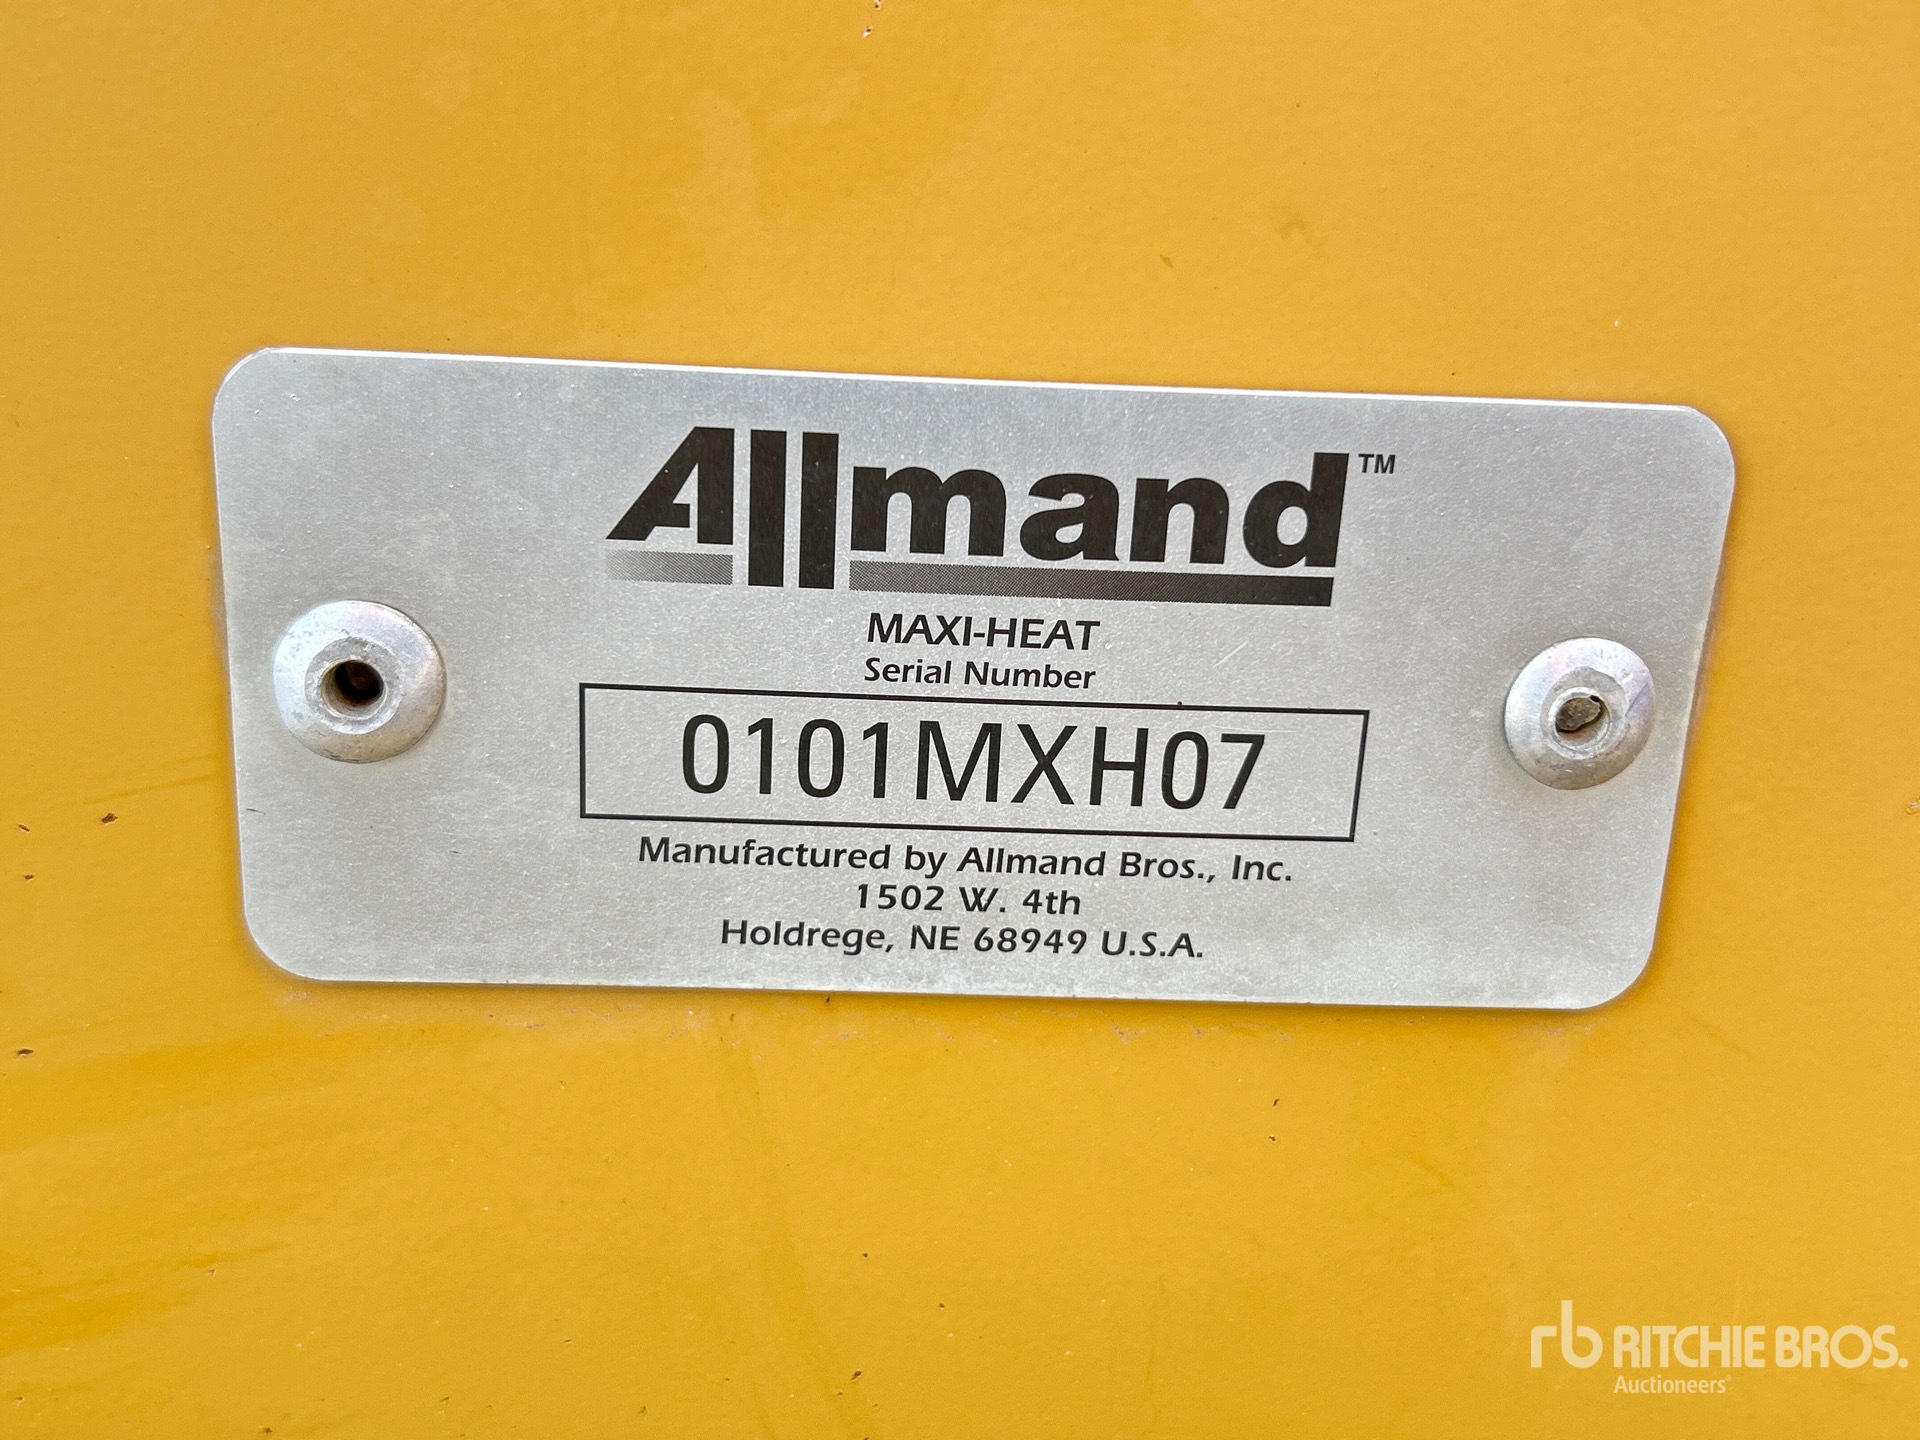 Allmand™
MAXI-HEAT
Serial Number
0101MXH07
Manufactured by Allmand Bros., Inc.
1502 W. 4th
Holdrege, NE 68949 U.S.A.
rb RITCHIE BROS.
Auctioneers®